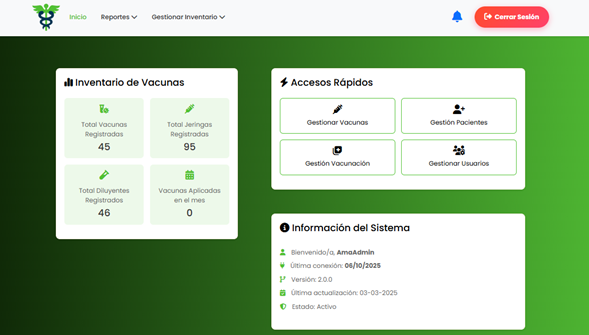 Inicio
Reportes
Gestionar Inventario
Cerrar Sesión
Inventario de Vacunas
Total Vacunas
Registradas
45
Total Jeringas
Registradas
95
Total Diluyentes
Registrados
46
Vacunas Aplicadas
en el mes
0
Accesos Rápidos
Gestionar Vacunas
Gestión Pacientes
Gestión Vacunación
Gestionar Usuarios
Información del Sistema
Bienvenido/a, AmaAdmin
Última conexión: 06/10/2025
Versión: 2.0.0
Última actualización: 03-03-2025
Estado: Activo